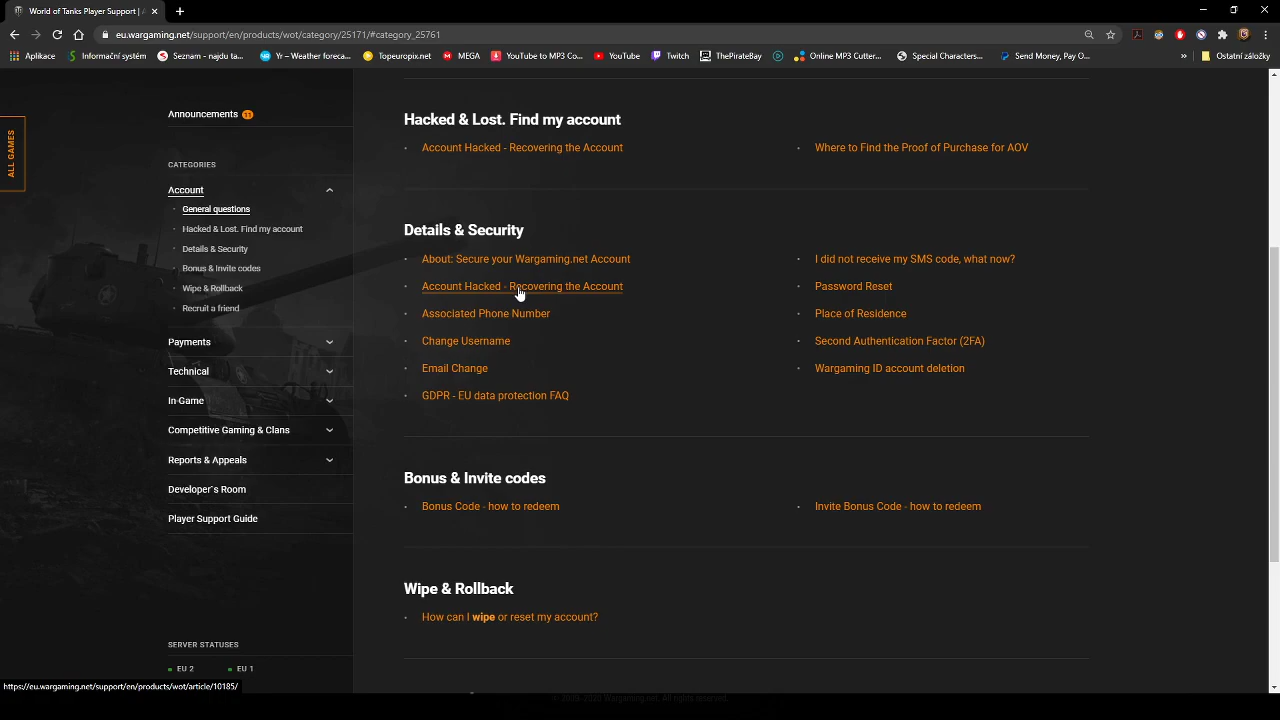 World of Tanks Player Support /
eu.wargaming.net/support/en/products/wot/category/25171/#category_25761
Aplikace
Informační systém
Seznam – najdu ta...
Yr – Weather foreca...
Topeuropix.net
MEGA
YouTube to MP3 Co...
YouTube
Twitch
ThePirateBay
Online MP3 Cutter...
Special Characters...
Send Money, Pay O...
»
Ostatní záložky
ALL GAMES
Announcements 11
CATEGORIES
Account
General questions
Hacked & Lost. Find my account
Details & Security
Bonus & Invite codes
Wipe & Rollback
Recruit a friend
Payments
Technical
In-Game
Competitive Gaming & Clans
Reports & Appeals
Developer`s Room
Player Support Guide
SERVER STATUSES
EU 2
EU 1
Hacked & Lost. Find my account
Account Hacked - Recovering the Account
Where to Find the Proof of Purchase for AOV
Details & Security
About: Secure your Wargaming.net Account
I did not receive my SMS code, what now?
Account Hacked - Recovering the Account
Password Reset
Associated Phone Number
Place of Residence
Change Username
Second Authentication Factor (2FA)
Email Change
Wargaming ID account deletion
GDPR - EU data protection FAQ
Bonus & Invite codes
Bonus Code - how to redeem
Invite Bonus Code - how to redeem
Wipe & Rollback
How can I wipe or reset my account?
https://eu.wargaming.net/support/en/products/wot/article/10185/
Wargaming.net. All rights reserved.